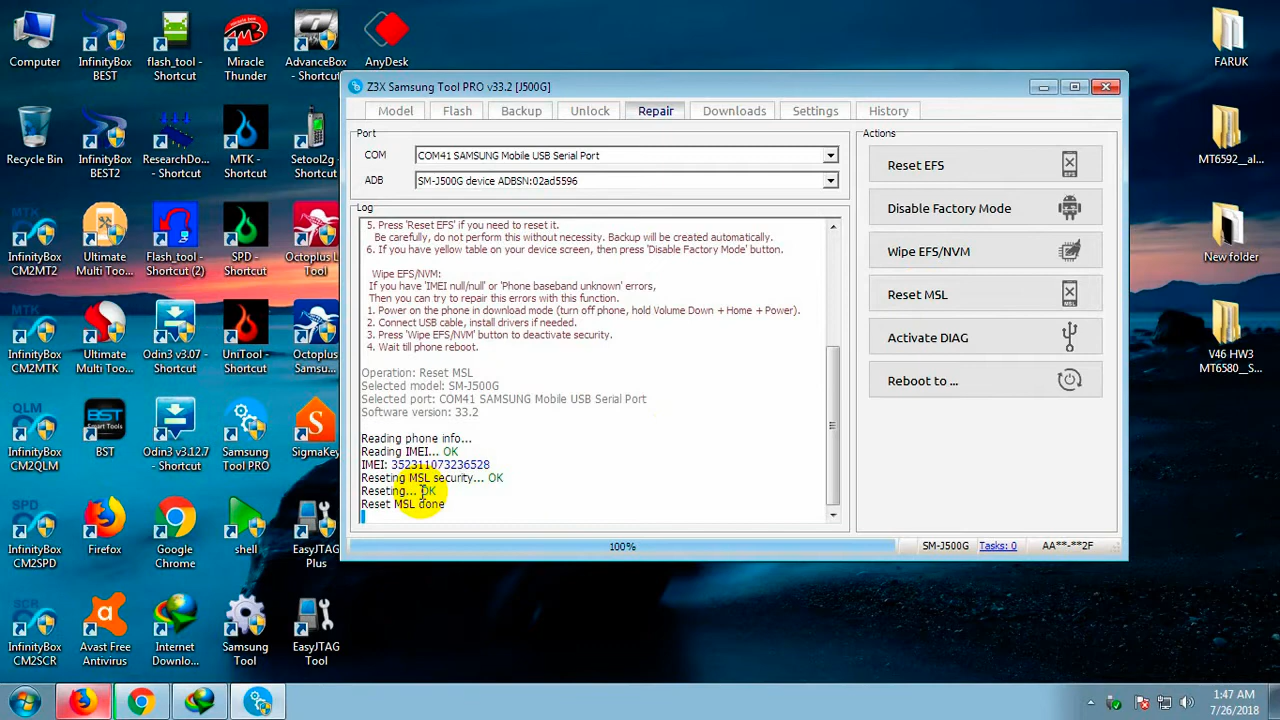 Computer
InfinityBox
BEST
flash_tool -
Shortcut
Miracle
Thunder
AdvanceBox
- Shortcut
AnyDesk
FARUK
Recycle Bin
InfinityBox
BEST2
ResearchDo...
- Shortcut
MTK -
Shortcut
Setool2g -
Shortcut
MT6592__al...
MTK
InfinityBox
CM2MT2
Ultimate
Multi Too...
Flash_tool -
Shortcut (2)
SPD -
Shortcut
Octoplus L
Tool
New folder
MTK
InfinityBox
CM2MTK
Ultimate
Multi Too...
Odin3 v3.07 -
Shortcut
UniTool -
Shortcut
Octoplus
Samsu...
V46 HW3
MT6580__S...
QLM
InfinityBox
CM2QLM
BST
Smart Tools
BST
Odin3
v3.12.7 -
Shortcut
Samsung
Tool PRO
SigmaKey
SPD
InfinityBox
CM2SPD
Firefox
Google
Chrome
shell
EasyJTAG
Plus
SCR
InfinityBox
CM2SCR
Avast Free
Antivirus
Internet
Downlo...
Samsung
Tool
EasyJTAG
Tool
Z3X Samsung Tool PRO v33.2 [J500G]
Model Flash Backup Unlock Repair Downloads Settings History
Port
COM COM41 SAMSUNG Mobile USB Serial Port
ADB SM-J500G device ADBSN:02ad5596
Log
5. Press 'Reset EFS' if you need to reset it.
Be carefully, do not perform this without necessity. Backup will be created automatically.
6. If you have yellow table on your device screen, then press 'Disable Factory Mode' button.
Wipe EFS/NVM:
If you have 'IMEI null/null' or 'Phone baseband unknown' errors,
Then you can try to repair this errors with this function.
1. Power on the phone in download mode (turn off phone, hold Volume Down + Home + Power).
2. Connect USB cable, install drivers if needed.
3. Press 'Wipe EFS/NVM' button to deactivate security.
4. Wait till phone reboot.
Operation: Reset MSL
Selected model: SM-J500G
Selected port: COM41 SAMSUNG Mobile USB Serial Port
Software version: 33.2
Reading phone info...
Reading IMEI... OK
IMEI: 352311073236528
Reseting MSL security... OK
Reseting... OK
Reset MSL done
Actions
Reset EFS
EFS
Disable Factory Mode
Wipe EFS/NVM
Reset MSL
MSL
Activate DIAG
Reboot to ...
100%
SM-J500G Tasks: 0 AA**-**2F
1:47 AM
7/26/2018